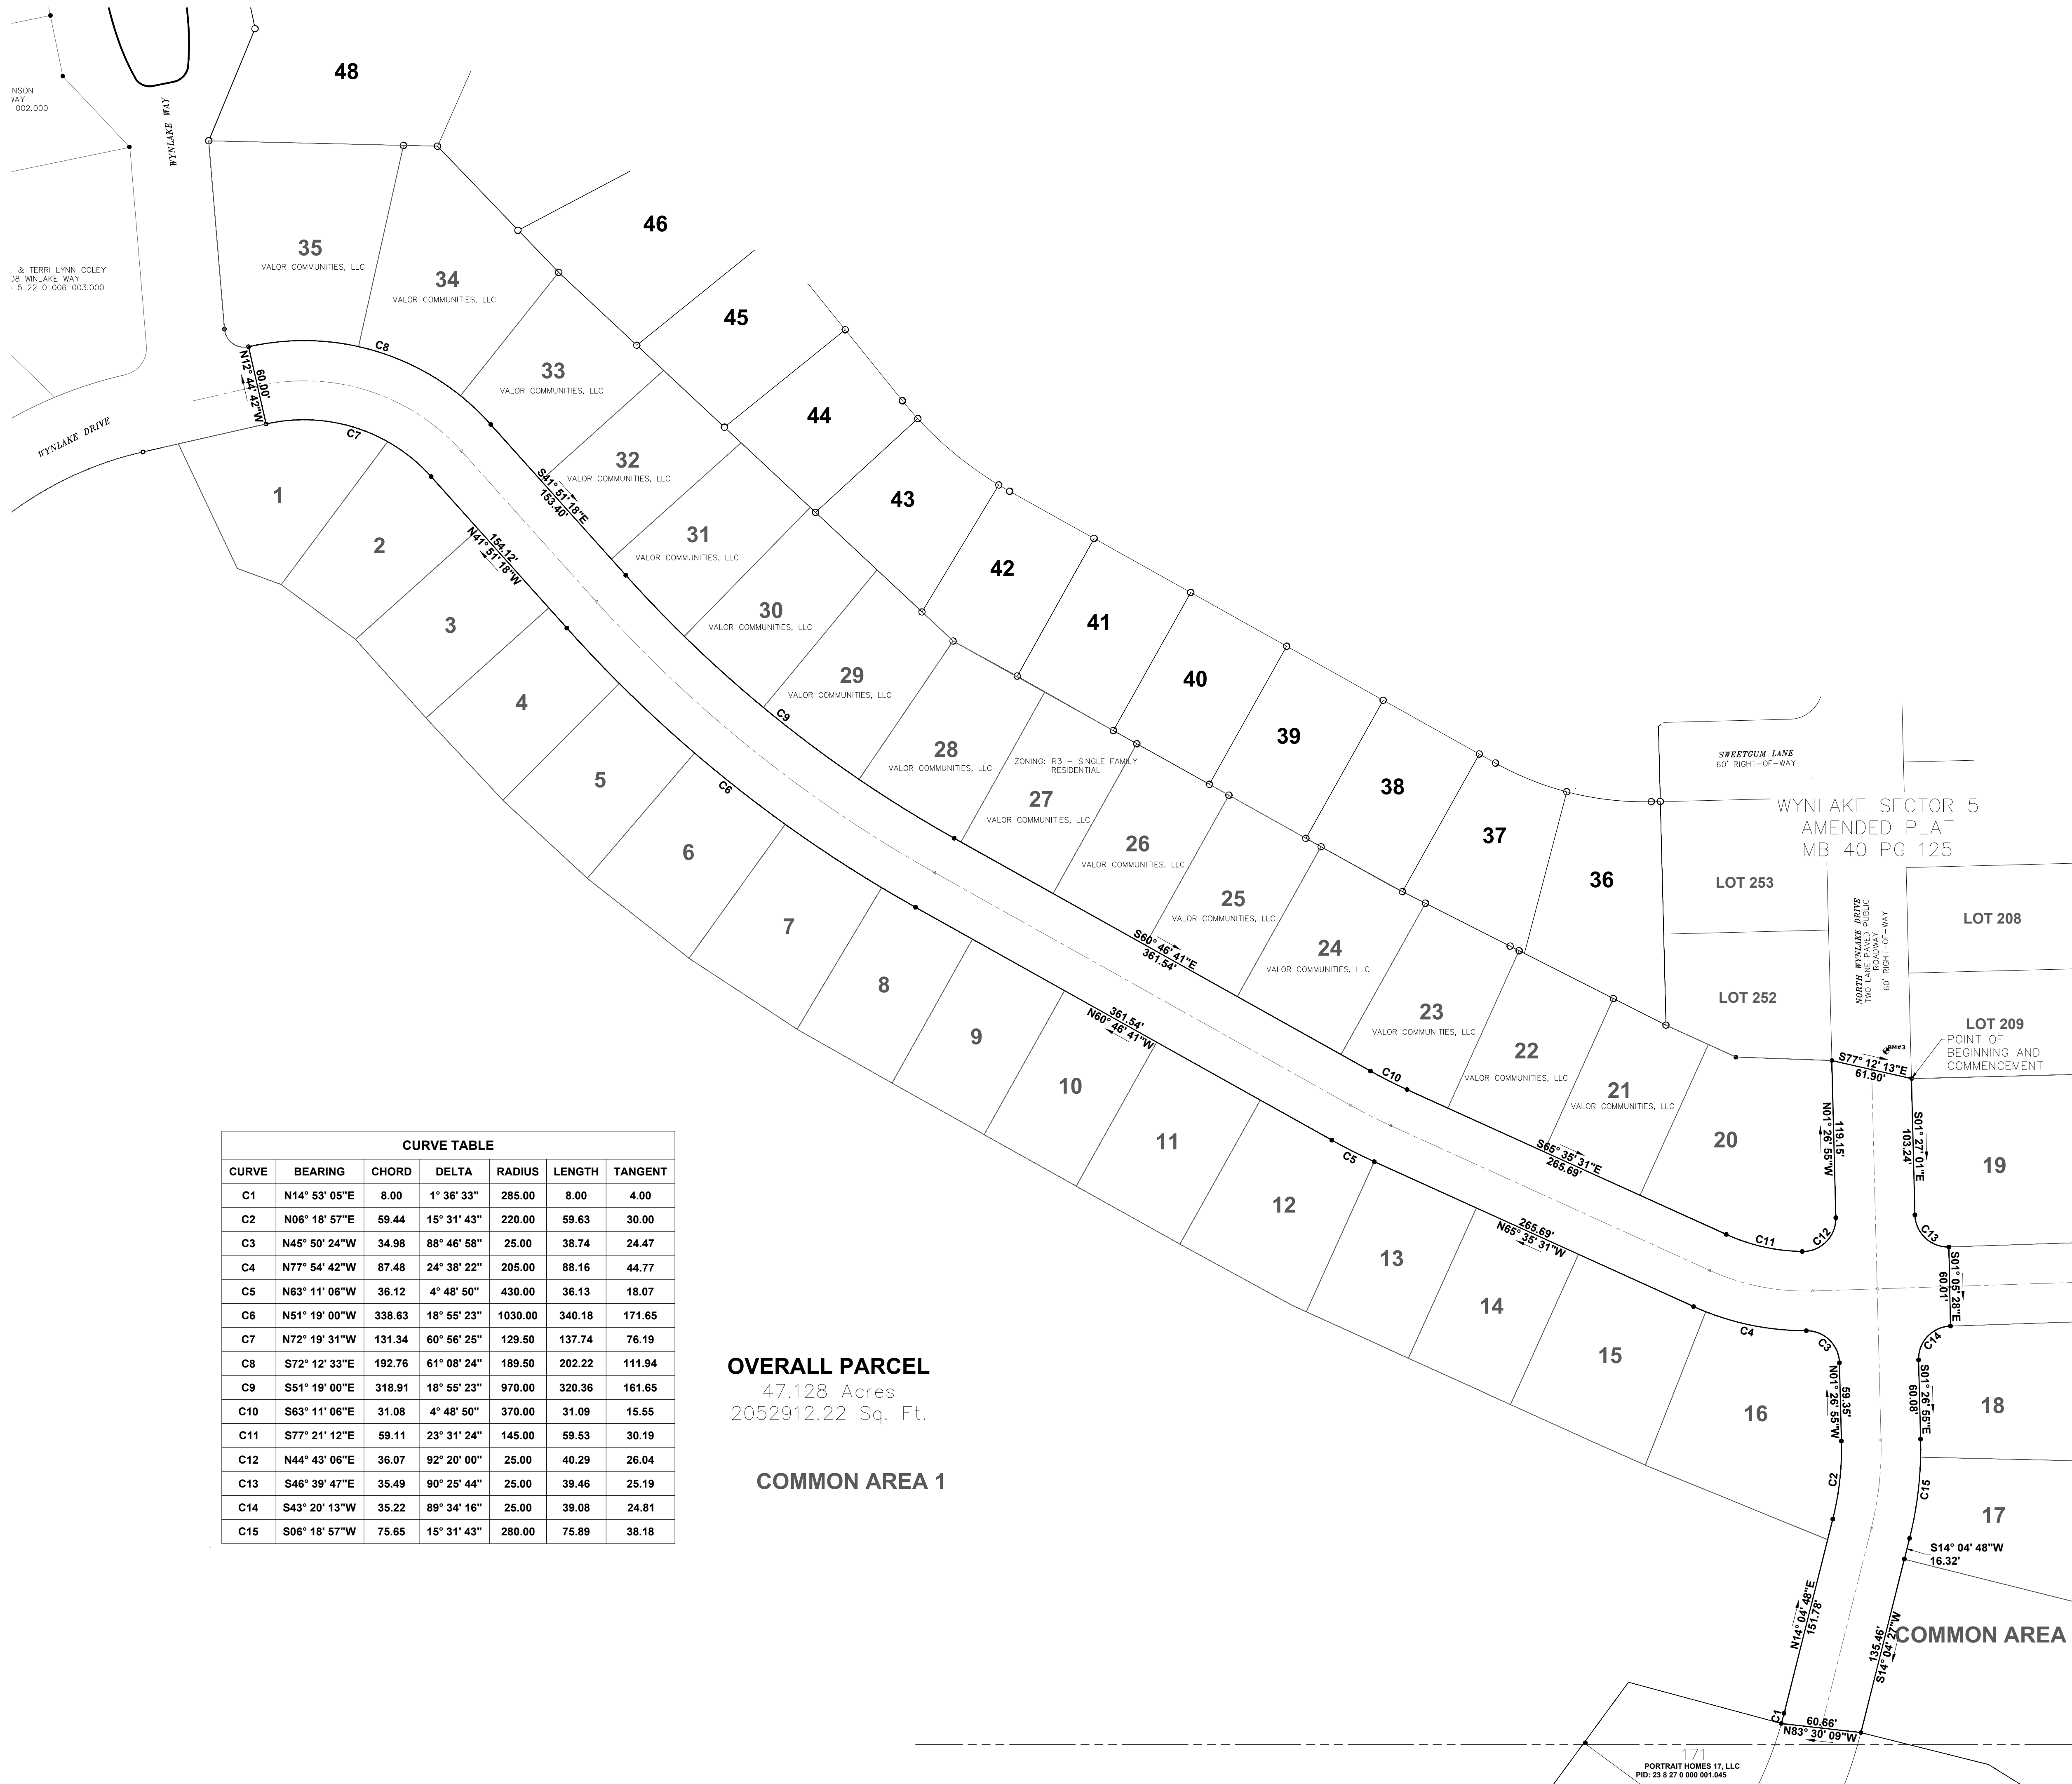 48
NSON
WAY
002.000
WYNLAKE WAY
46
35
VALOR COMMUNITIES, LLC
& TERRI LYNN COLEY
08 WINLAKE WAY
5 22 0 006 003.000
34
VALOR COMMUNITIES, LLC
45
C8
33
VALOR COMMUNITIES, LLC
N12° 44' 42"W
60.00'
WYNLAKE DRIVE
C7
44
32
VALOR COMMUNITIES, LLC
S41° 51' 18"E
153.40'
1
43
31
VALOR COMMUNITIES, LLC
2
154.12'
N41° 51' 18"W
42
30
VALOR COMMUNITIES, LLC
3
41
29
VALOR COMMUNITIES, LLC
40
4
C9
39
28
VALOR COMMUNITIES, LLC
ZONING: R3 – SINGLE FAMILY
RESIDENTIAL
5
C6
38
27
VALOR COMMUNITIES, LLC
SWEETGUM LANE
60' RIGHT-OF-WAY
WYNLAKE SECTOR 5
AMENDED PLAT
MB 40 PG 125
6
37
26
VALOR COMMUNITIES, LLC
36
LOT 253
7
25
VALOR COMMUNITIES, LLC
LOT 208
NORTH WYNLAKE DRIVE
TWO LANE PAVED PUBLIC
ROADWAY
60' RIGHT-OF-WAY
S60° 46' 41"E
361.54'
24
VALOR COMMUNITIES, LLC
8
LOT 252
361.54'
N60° 46' 41"W
23
VALOR COMMUNITIES, LLC
LOT 209
9
22
VALOR COMMUNITIES, LLC
BM#3
POINT OF
BEGINNING AND
COMMENCEMENT
S77° 12' 13"E
61.90'
10
C10
21
VALOR COMMUNITIES, LLC
11
C5
S65° 35' 31"E
265.69'
20
N01° 26' 55"W
119.15'
S01° 27' 01"E
103.24'
19
12
C11
C12
C13
265.69'
N65° 35' 31"W
13
S01° 05' 28"E
60.01'
14
C4
C3
C14
15
N01° 26' 55"W
59.35'
S01° 26' 55"E
60.08'
16
18
C2
C15
17
S14° 04' 48"W
16.32'
N14° 04' 48"E
151.78'
135.46'
S14° 04' 27"W
COMMON AREA
C1
60.66'
N83° 30' 09"W
171
PORTRAIT HOMES 17, LLC
PID: 23 8 27 0 000 001.045
CURVE TABLE
CURVE BEARING CHORD DELTA RADIUS LENGTH TANGENT
C1 N14° 53' 05"E 8.00 1° 36' 33" 285.00 8.00 4.00
C2 N06° 18' 57"E 59.44 15° 31' 43" 220.00 59.63 30.00
C3 N45° 50' 24"W 34.98 88° 46' 58" 25.00 38.74 24.47
C4 N77° 54' 42"W 87.48 24° 38' 22" 205.00 88.16 44.77
C5 N63° 11' 06"W 36.12 4° 48' 50" 430.00 36.13 18.07
C6 N51° 19' 00"W 338.63 18° 55' 23" 1030.00 340.18 171.65
C7 N72° 19' 31"W 131.34 60° 56' 25" 129.50 137.74 76.19
C8 S72° 12' 33"E 192.76 61° 08' 24" 189.50 202.22 111.94
C9 S51° 19' 00"E 318.91 18° 55' 23" 970.00 320.36 161.65
C10 S63° 11' 06"E 31.08 4° 48' 50" 370.00 31.09 15.55
C11 S77° 21' 12"E 59.11 23° 31' 24" 145.00 59.53 30.19
C12 N44° 43' 06"E 36.07 92° 20' 00" 25.00 40.29 26.04
C13 S46° 39' 47"E 35.49 90° 25' 44" 25.00 39.46 25.19
C14 S43° 20' 13"W 35.22 89° 34' 16" 25.00 39.08 24.81
C15 S06° 18' 57"W 75.65 15° 31' 43" 280.00 75.89 38.18
OVERALL PARCEL
47.128 Acres
2052912.22 Sq. Ft.
COMMON AREA 1